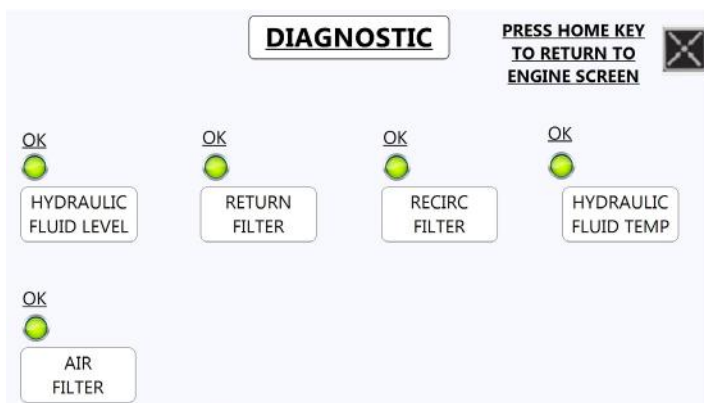 DIAGNOSTIC
PRESS HOME KEY
TO RETURN TO
ENGINE SCREEN
OK
HYDRAULIC
FLUID LEVEL
OK
RETURN
FILTER
OK
RECIRC
FILTER
OK
HYDRAULIC
FLUID TEMP
OK
AIR
FILTER